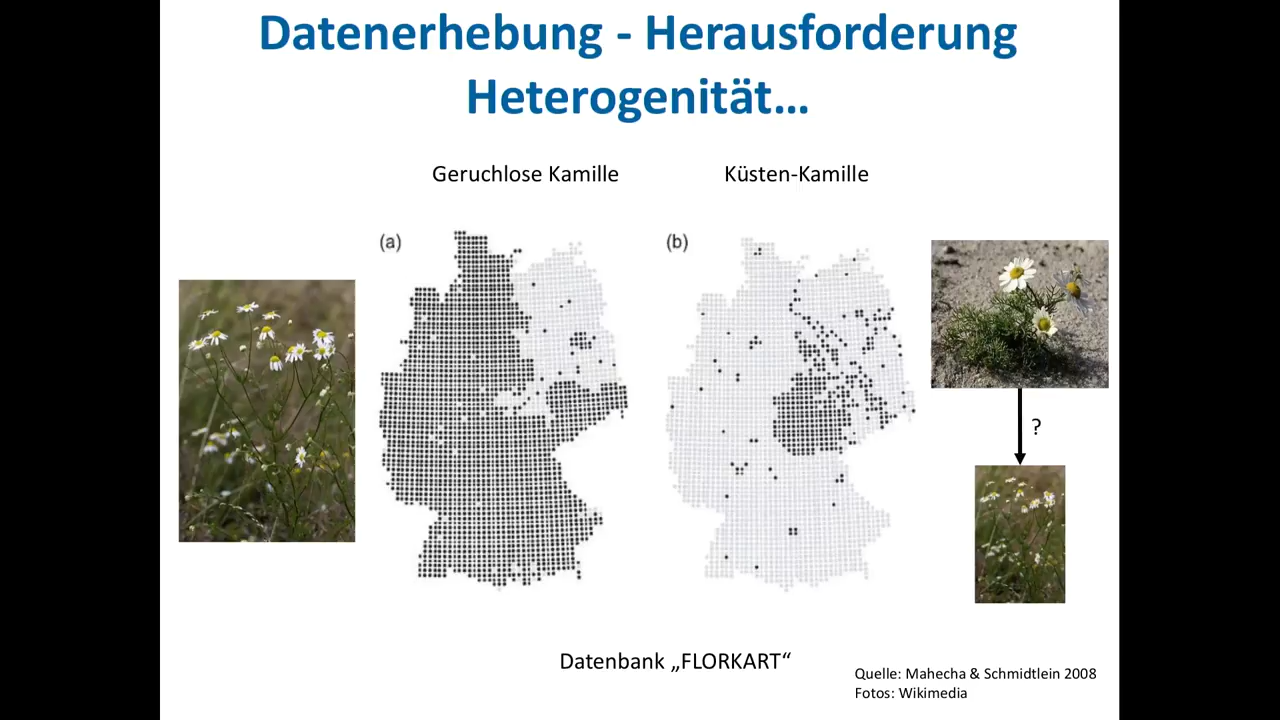 Datenerhebung - Herausforderung
Heterogenität...
Geruchlose Kamille
Küsten-Kamille
(a)
(b)
?
Datenbank „FLORKART“
Quelle: Mahecha & Schmidtlein 2008
Fotos: Wikimedia